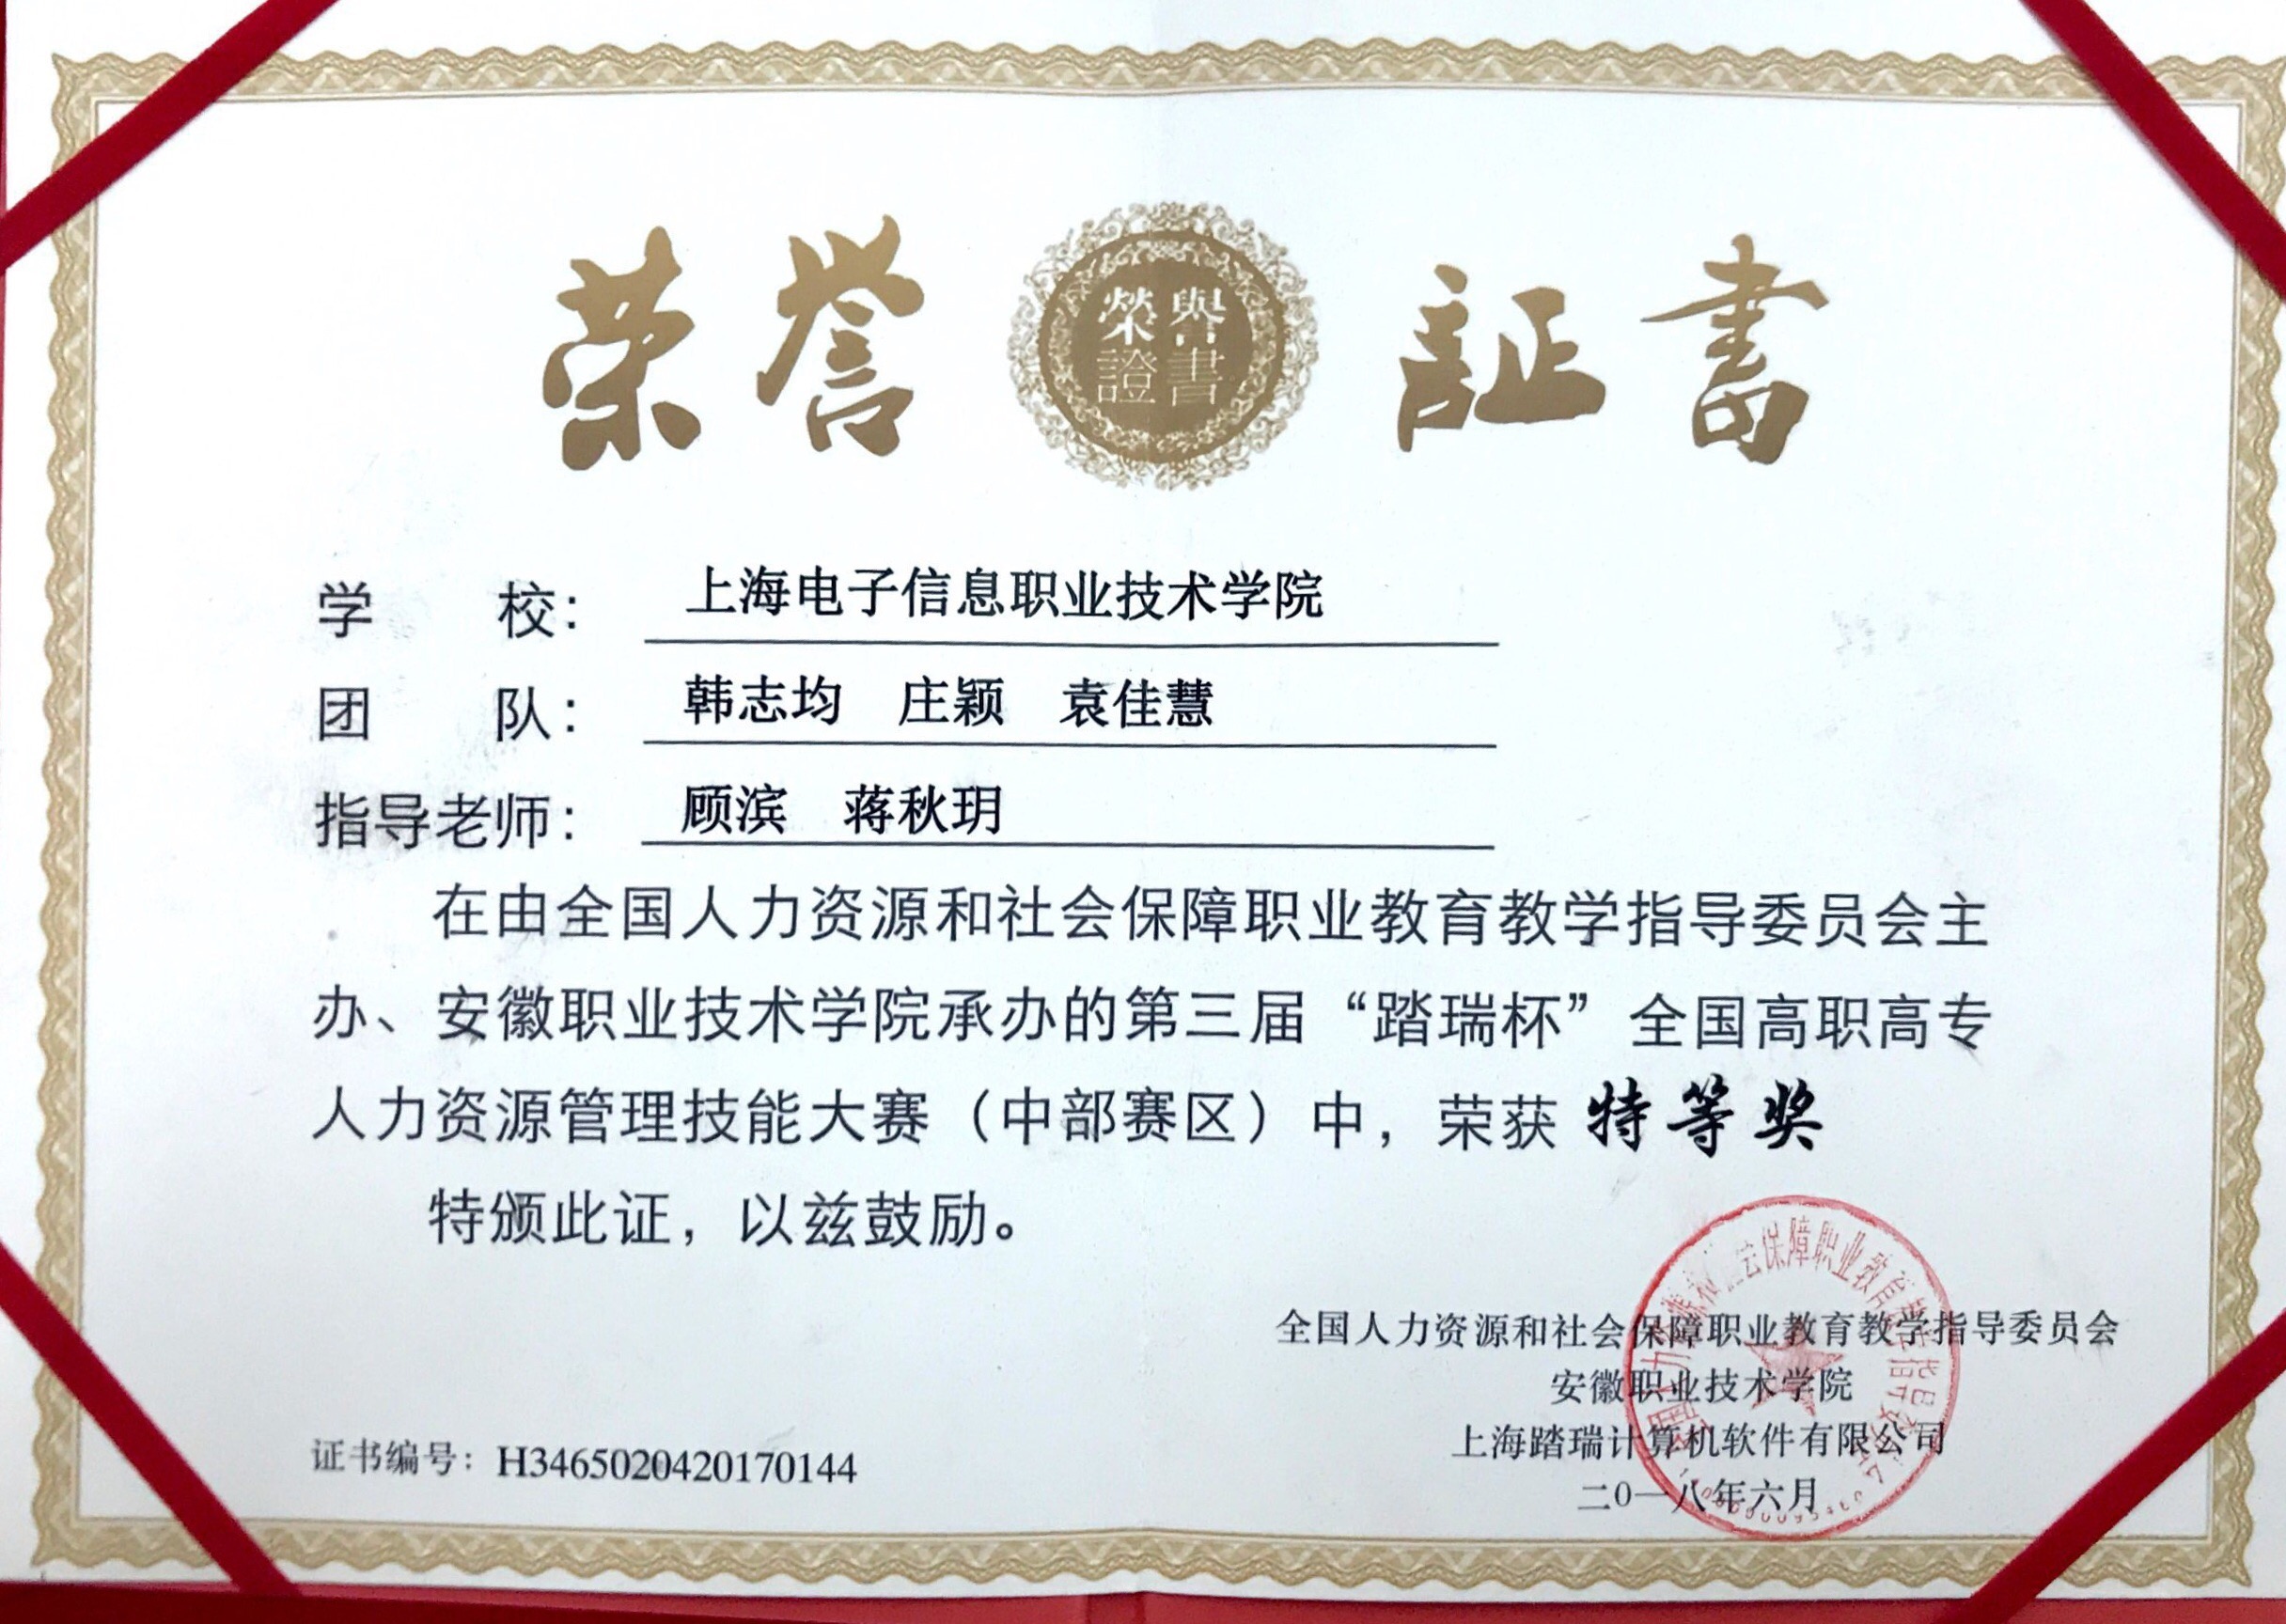 荣誉 榮譽證書 証書
学 校： 上海电子信息职业技术学院
团 队： 韩志均 庄颖 袁佳慧
指导老师： 顾滨 蒋秋玥
在由全国人力资源和社会保障职业教育教学指导委员会主
办、安徽职业技术学院承办的第三届“踏瑞杯”全国高职高专
人力资源管理技能大赛（中部赛区）中，荣获 特等奖
特颁此证，以兹鼓励。
全国人力资源和社会保障职业教育教学指导委员会
安徽职业技术学院
上海踏瑞计算机软件有限公司
二0一八年六月
证书编号：H3465020420170144